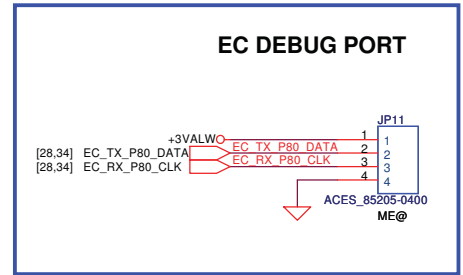 EC DEBUG PORT
JP11
+3VALW 1 1
[28,34] EC_TX_P80_DATA EC_TX_P80_DATA 2 2
[28,34] EC_RX_P80_CLK EC_RX_P80_CLK 3 3
4 4
ACES_85205-0400
ME@